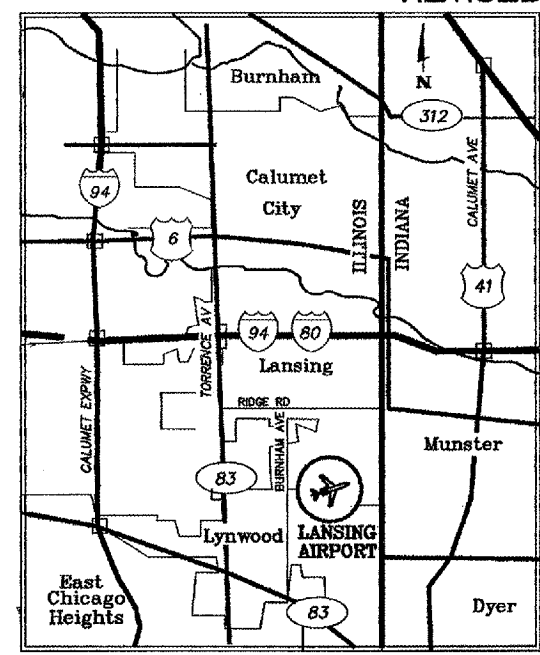 Burnham
N
312
CALUMET AVE
94
Calumet
City
ILLINOIS
INDIANA
6
41
TORRENCE AV
94
80
Lansing
CALUMET EXPWY
RIDGE RD
BURNHAM AVE
Munster
83
Lynwood
LANSING
AIRPORT
East
Chicago
Heights
83
Dyer